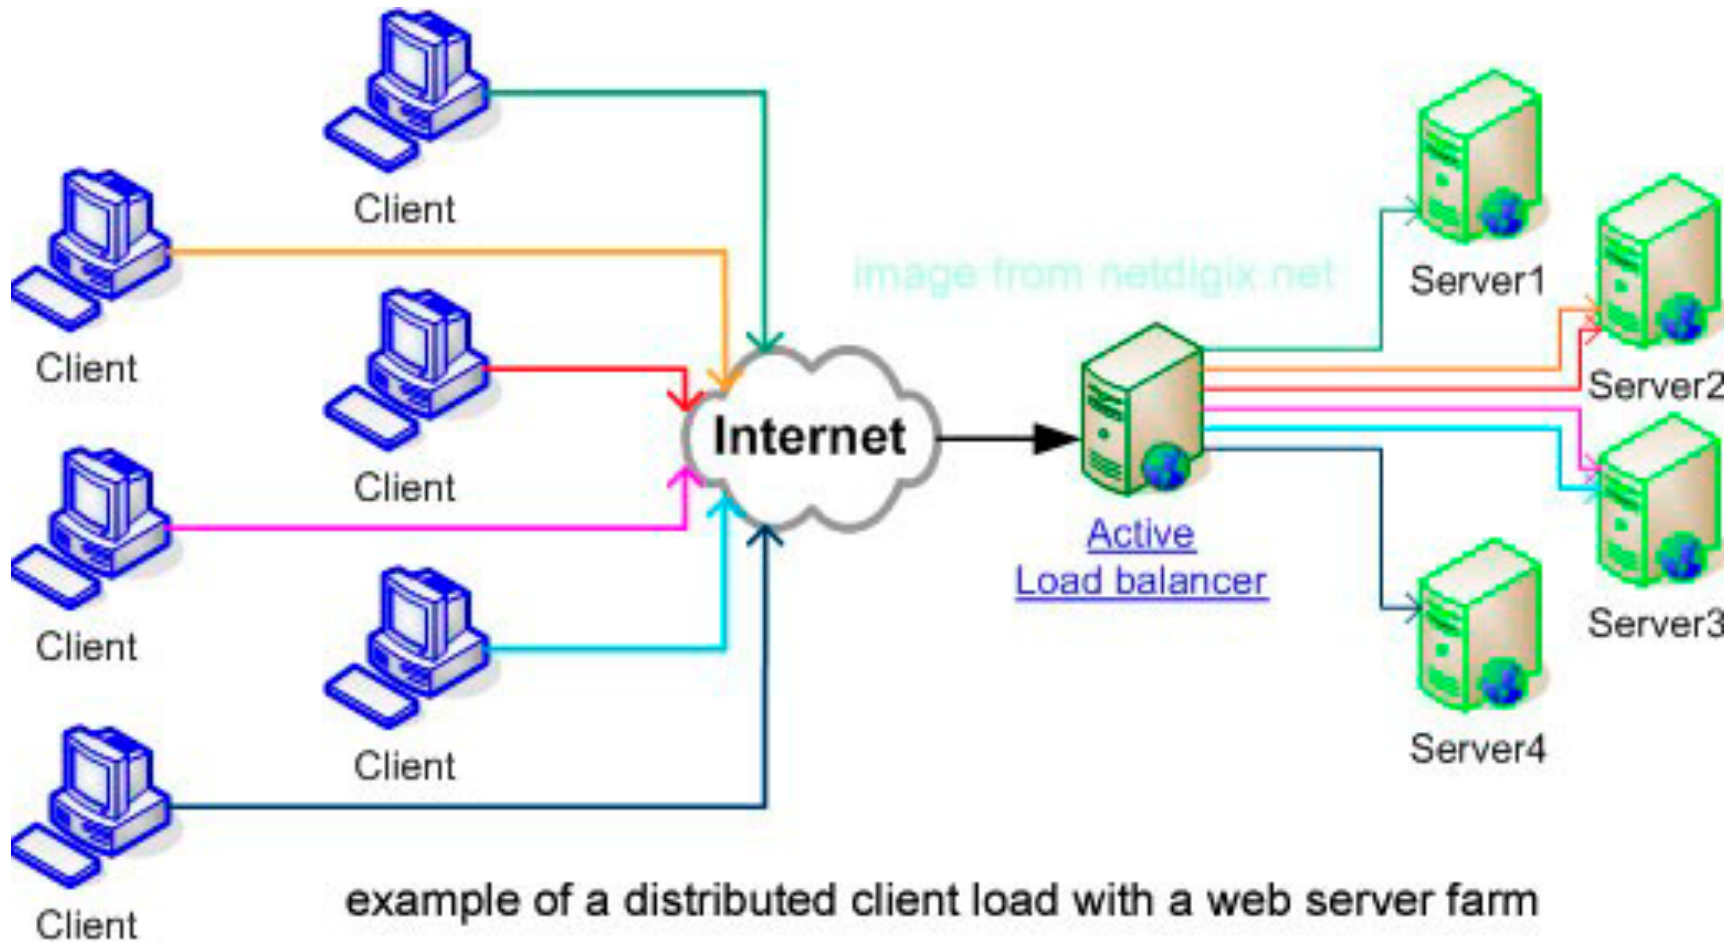 Client
Client
Client
Client
Client
Client
Internet
image from netdigix.net
Active
Load balancer
Server1
Server2
Server3
Server4
example of a distributed client load with a web server farm